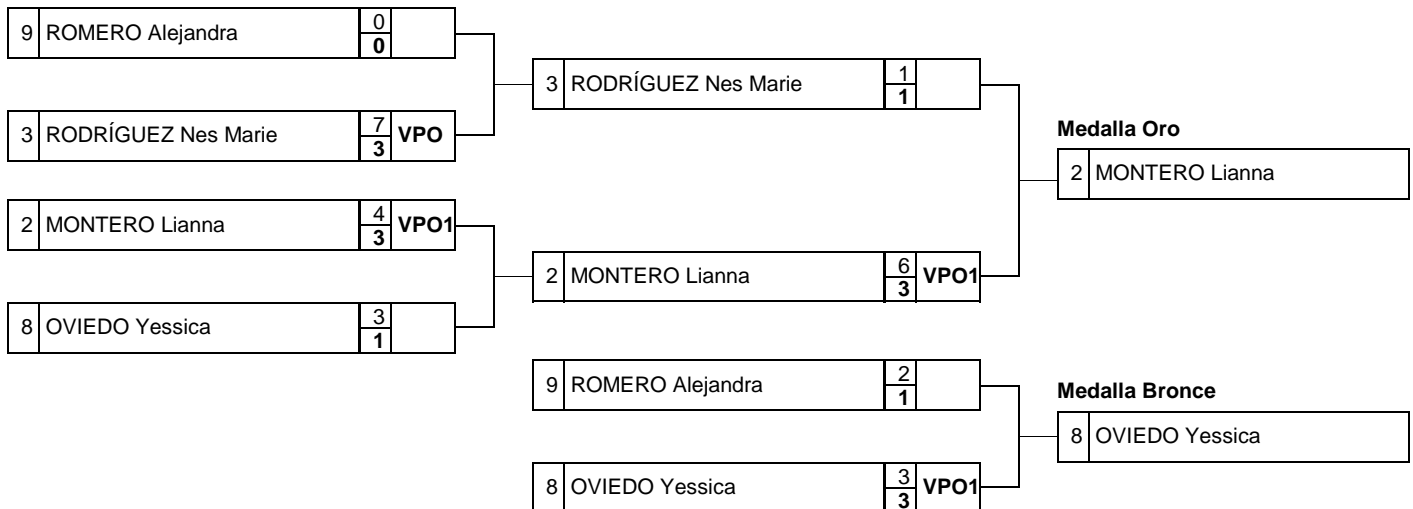 9 ROMERO Alejandra 0
0
3 RODRÍGUEZ Nes Marie 1
1
3 RODRÍGUEZ Nes Marie 7 VPO
3
Medalla Oro
2 MONTERO Lianna
2 MONTERO Lianna 4 VPO1
3
2 MONTERO Lianna 6 VPO1
3
8 OVIEDO Yessica 3
1
9 ROMERO Alejandra 2
1
Medalla Bronce
8 OVIEDO Yessica
8 OVIEDO Yessica 3 VPO1
3